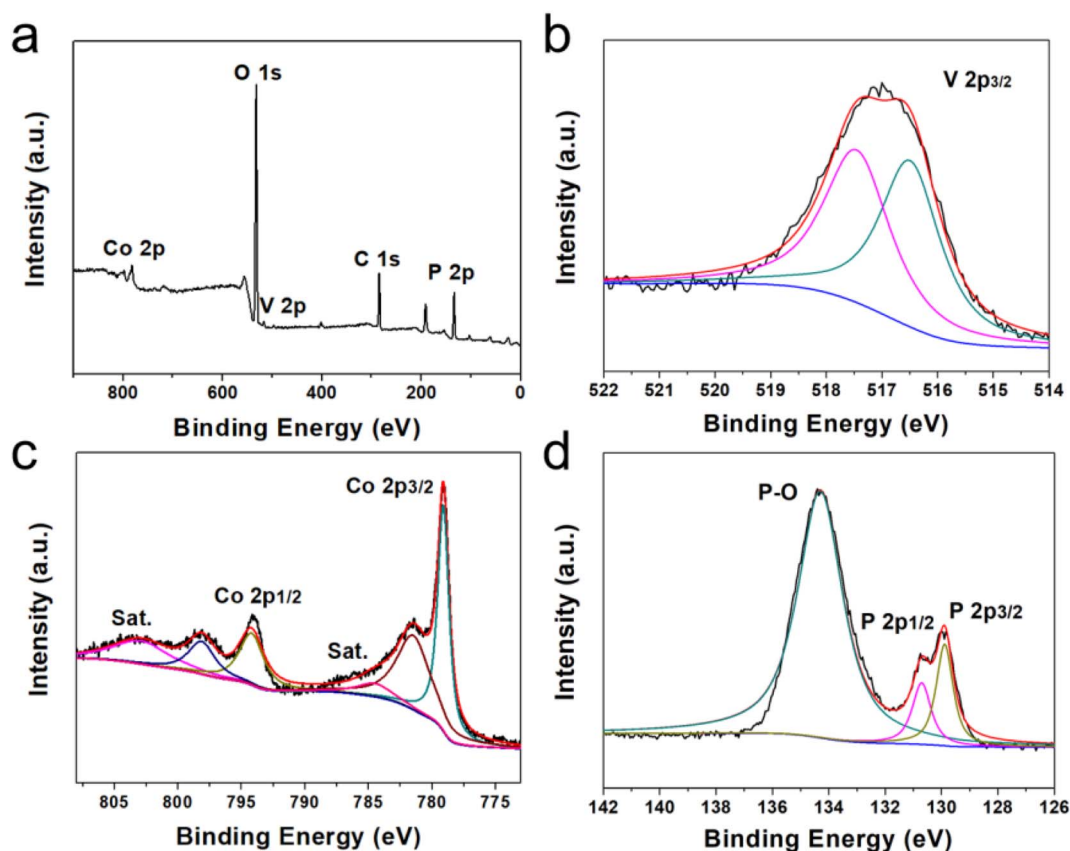 a
O 1s
Co 2p
V 2p
C 1s
P 2p
Intensity (a.u.)
800 600 400 200 0
Binding Energy (eV)
b
V 2p3/2
Intensity (a.u.)
522 521 520 519 518 517 516 515 514
Binding Energy (eV)
c
Co 2p3/2
Co 2p1/2
Sat.
Sat.
Intensity (a.u.)
805 800 795 790 785 780 775
Binding Energy (eV)
d
P-O
P 2p1/2
P 2p3/2
Intensity (a.u.)
142 140 138 136 134 132 130 128 126
Binding Energy (eV)